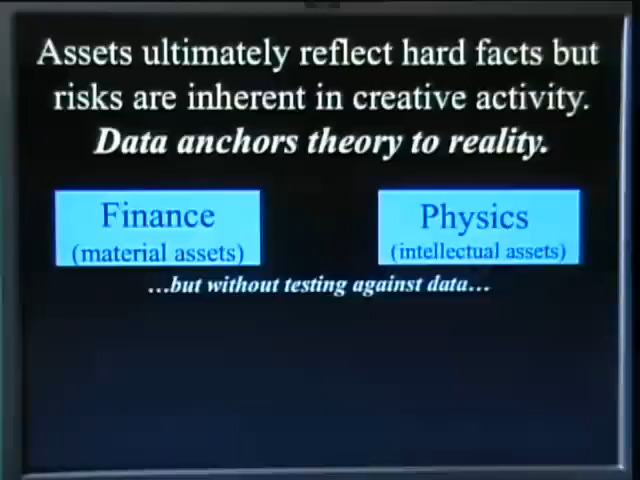 Assets ultimately reflect hard facts but
risks are inherent in creative activity.
Data anchors theory to reality.
Finance
(material assets)
Physics
(intellectual assets)
...but without testing against data...